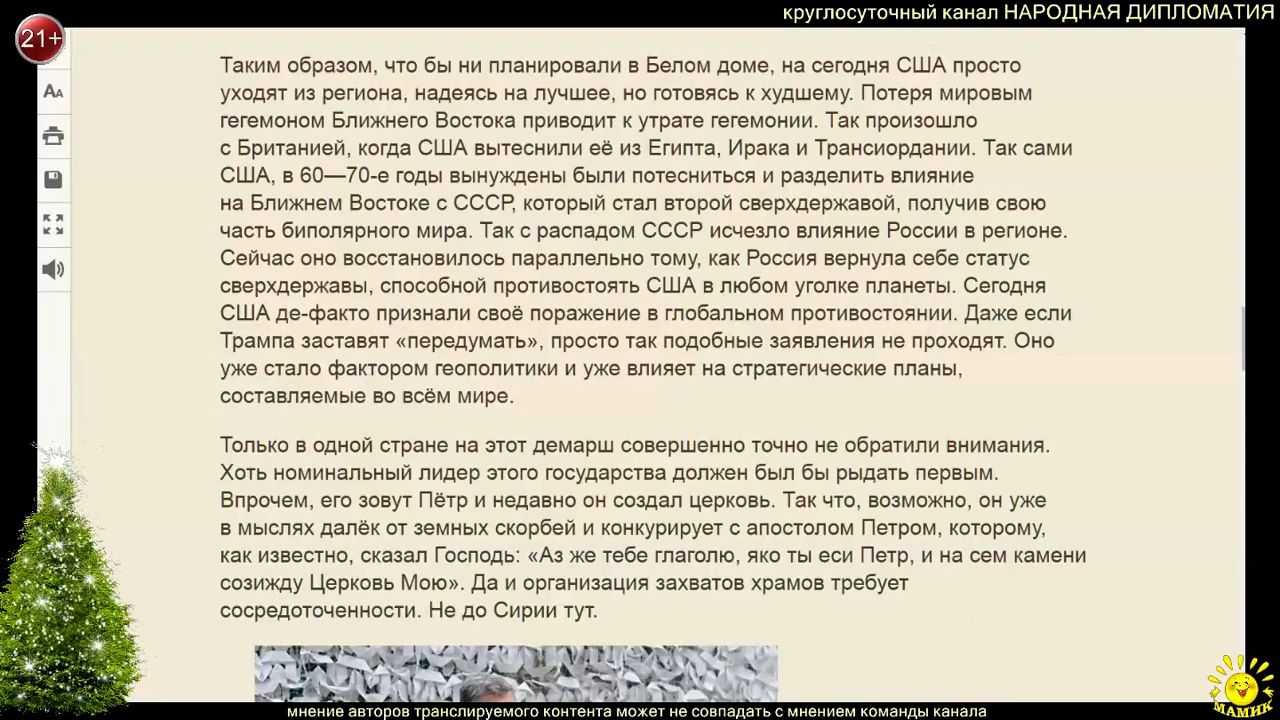 круглосуточный канал НАРОДНАЯ ДИПЛОМАТИЯ
21+
AA
Таким образом, что бы ни планировали в Белом доме, на сегодня США просто
уходят из региона, надеясь на лучшее, но готовясь к худшему. Потеря мировым
гегемоном Ближнего Востока приводит к утрате гегемонии. Так произошло
с Британией, когда США вытеснили её из Египта, Ирака и Трансиордании. Так сами
США, в 60—70-е годы вынуждены были потесниться и разделить влияние
на Ближнем Востоке с СССР, который стал второй сверхдержавой, получив свою
часть биполярного мира. Так с распадом СССР исчезло влияние России в регионе.
Сейчас оно восстановилось параллельно тому, как Россия вернула себе статус
сверхдержавы, способной противостоять США в любом уголке планеты. Сегодня
США де-факто признали своё поражение в глобальном противостоянии. Даже если
Трампа заставят «передумать», просто так подобные заявления не проходят. Оно
уже стало фактором геополитики и уже влияет на стратегические планы,
составляемые во всём мире.
Только в одной стране на этот демарш совершенно точно не обратили внимания.
Хоть номинальный лидер этого государства должен был бы рыдать первым.
Впрочем, его зовут Пётр и недавно он создал церковь. Так что, возможно, он уже
в мыслях далёк от земных скорбей и конкурирует с апостолом Петром, которому,
как известно, сказал Господь: «Аз же тебе глаголю, яко ты еси Петр, и на сем камени
созижду Церковь Мою». Да и организация захватов храмов требует
сосредоточенности. Не до Сирии тут.
МАМИК
мнение авторов транслируемого контента может не совпадать с мнением команды канала